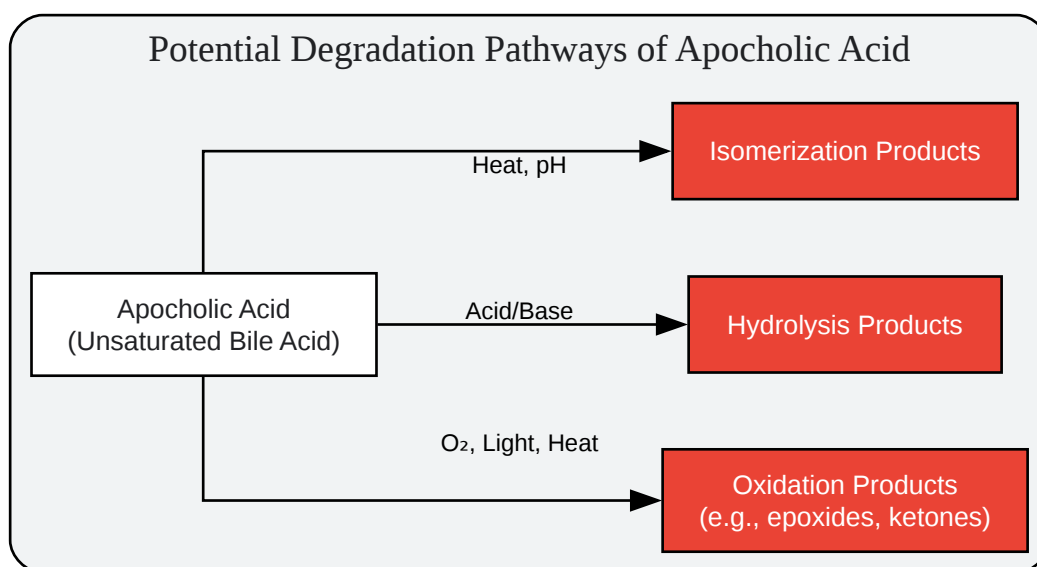 Potential Degradation Pathways of Apocholic Acid
Isomerization Products
Heat, pH
Apocholic Acid
(Unsaturated Bile Acid)
Acid/Base
Hydrolysis Products
O₂, Light, Heat
Oxidation Products
(e.g., epoxides, ketones)